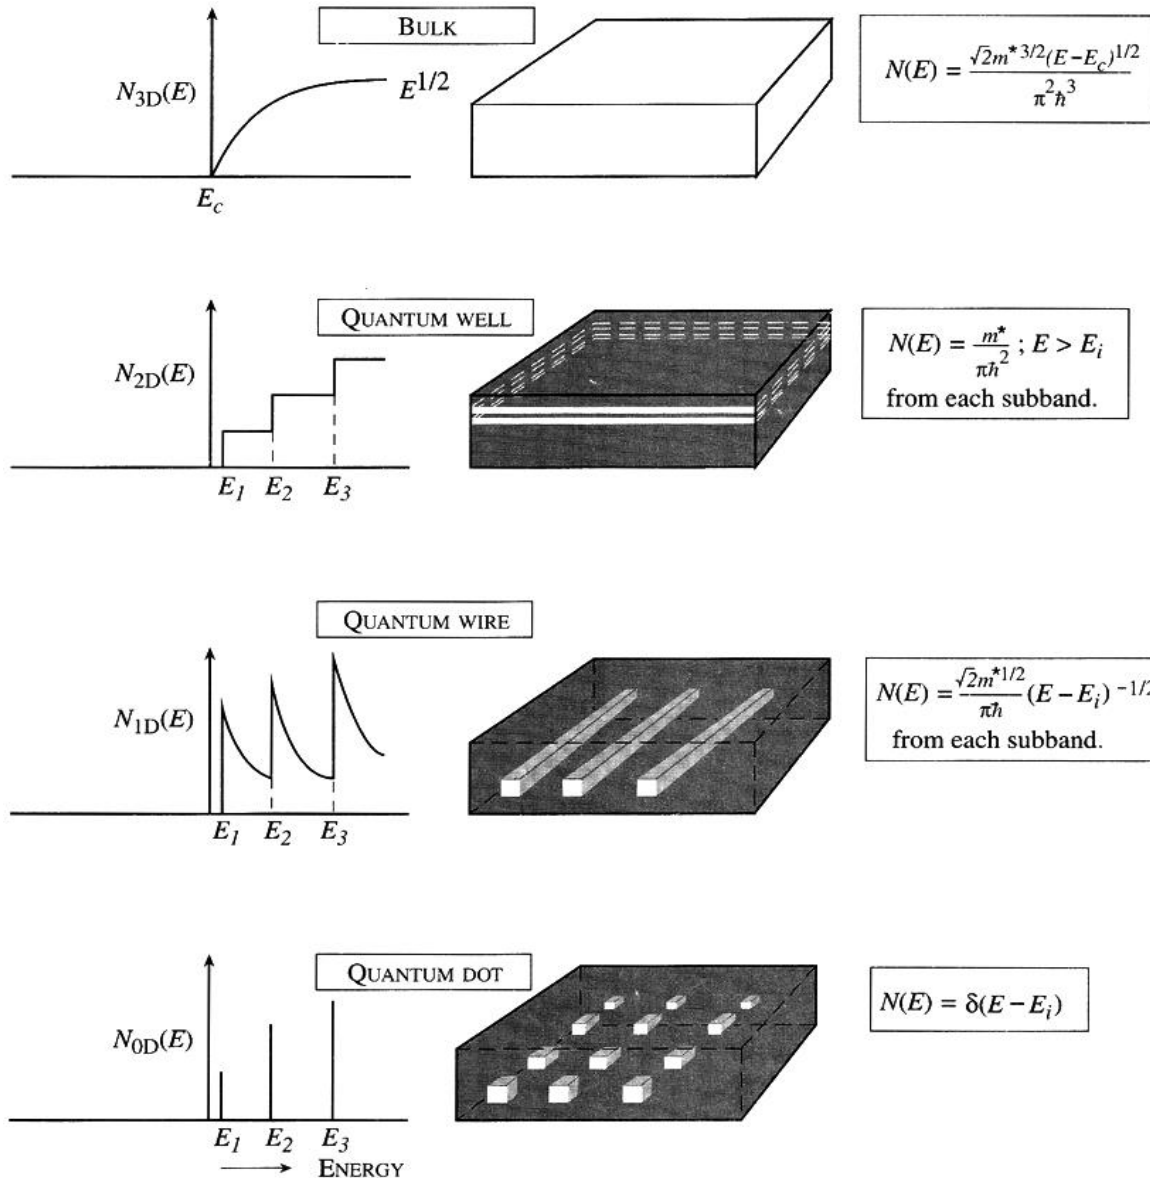 BULK
N3D(E)
E^1/2
Ec
N(E) = √2m*^3/2(E−Ec)^1/2 / π²ħ³
QUANTUM WELL
N2D(E)
E1 E2 E3
N(E) = m* / πħ² ; E > Ei
from each subband.
QUANTUM WIRE
N1D(E)
E1 E2 E3
N(E) = √2m*^1/2 / πħ (E − Ei)^−1/2
from each subband.
QUANTUM DOT
N0D(E)
E1 E2 E3
ENERGY
N(E) = δ(E − Ei)